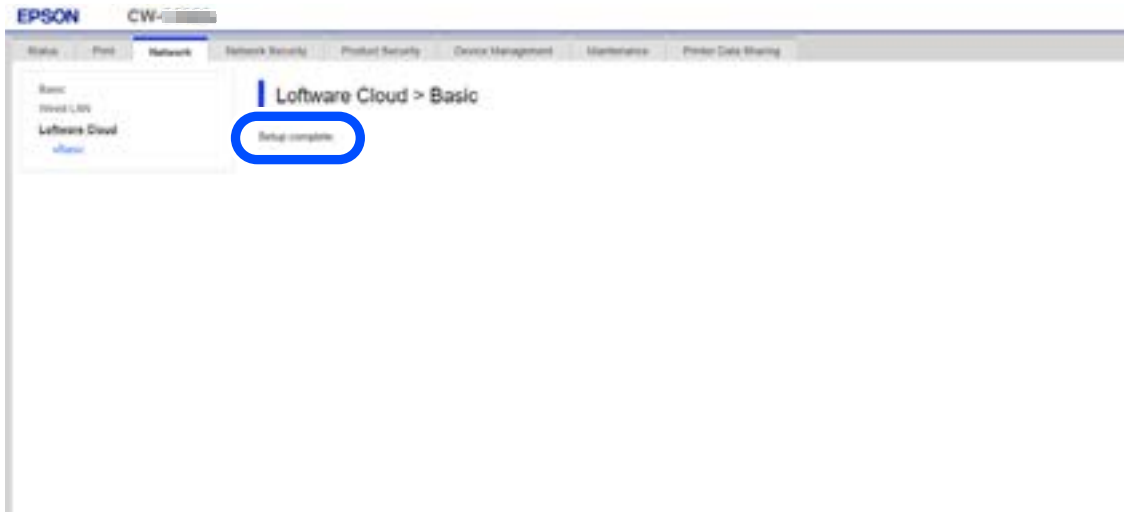 EPSON CW-
Status Print Network Network Security Product Security Device Management Maintenance Printer Data Sharing
Basic
Wired LAN
Loftware Cloud
»Basic
Loftware Cloud > Basic
Setup complete.